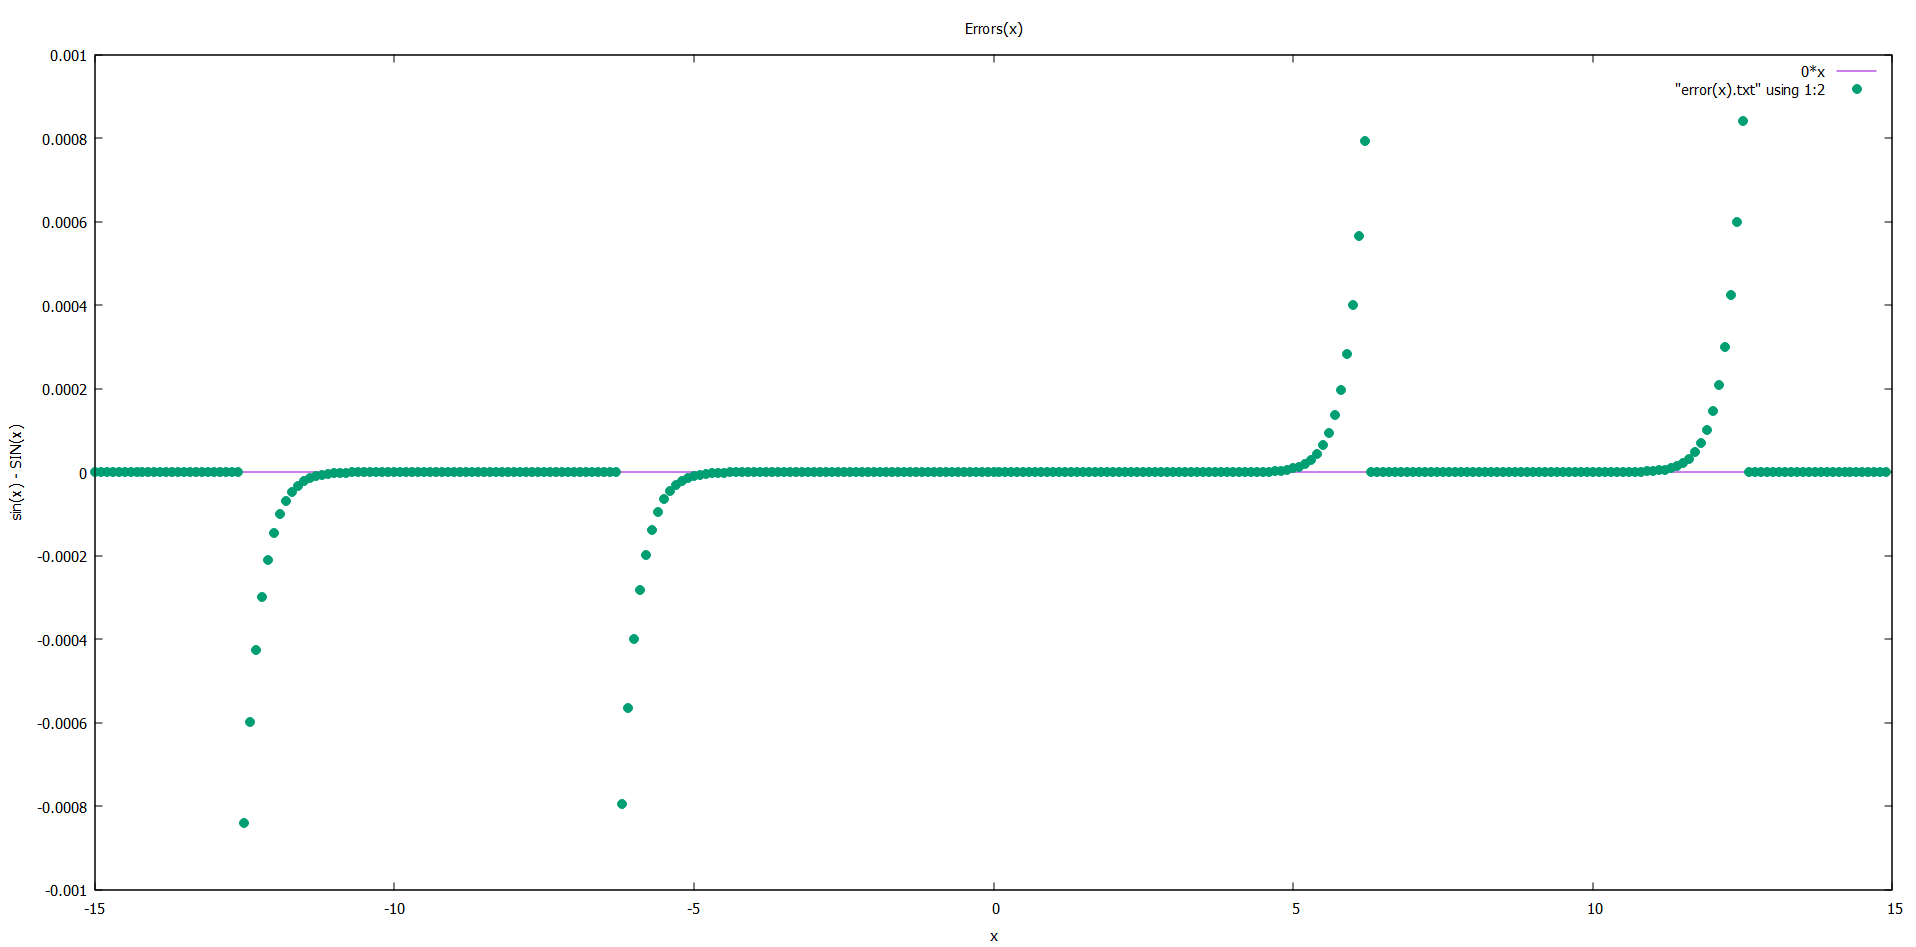 Errors(x)
0*x
"error(x).txt" using 1:2
sin(x) - SIN(x)
0.001
0.0008
0.0006
0.0004
0.0002
0
-0.0002
-0.0004
-0.0006
-0.0008
-0.001
-15 -10 -5 0 5 10 15
x